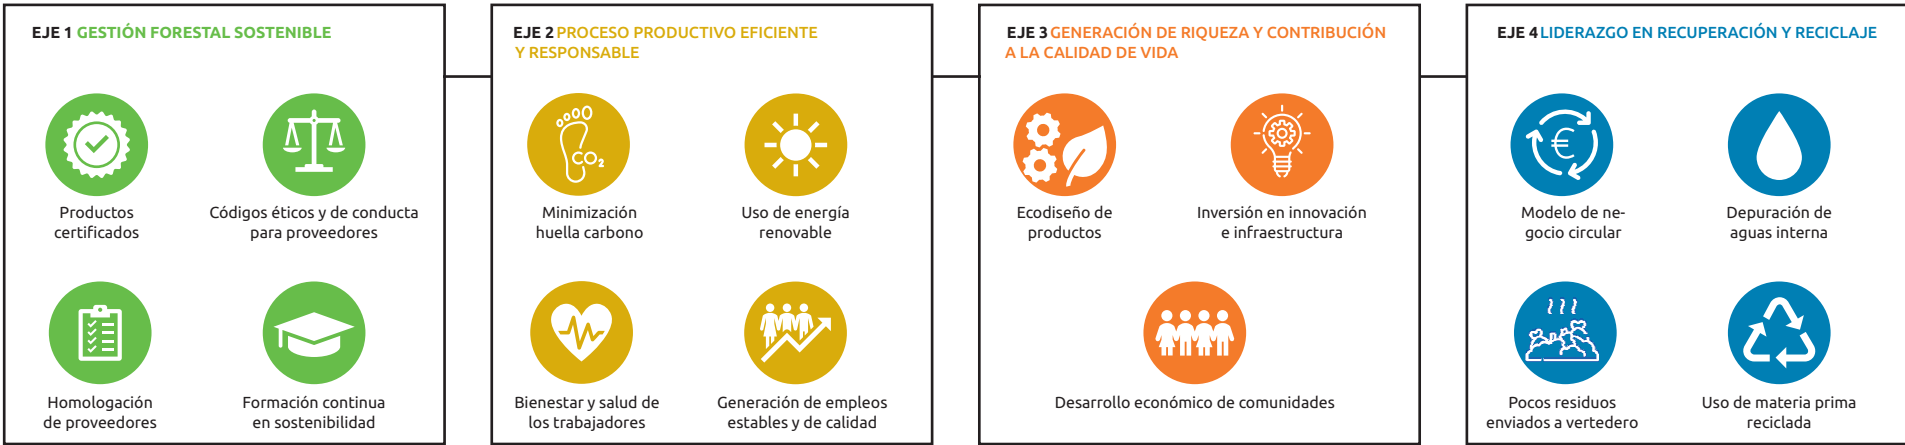 EJE 1 GESTIÓN FORESTAL SOSTENIBLE
Productos
certificados
Códigos éticos y de conducta
para proveedores
Homologación
de proveedores
Formación continua
en sostenibilidad
EJE 2 PROCESO PRODUCTIVO EFICIENTE
Y RESPONSABLE
CO₂
Minimización
huella carbono
Uso de energía
renovable
Bienestar y salud de
los trabajadores
Generación de empleos
estables y de calidad
EJE 3 GENERACIÓN DE RIQUEZA Y CONTRIBUCIÓN
A LA CALIDAD DE VIDA
Ecodiseño de
productos
Inversión en innovación
e infraestructura
Desarrollo económico de comunidades
EJE 4 LIDERAZGO EN RECUPERACIÓN Y RECICLAJE
€
Modelo de ne-
gocio circular
Depuración de
aguas interna
Pocos residuos
enviados a vertedero
Uso de materia prima
reciclada